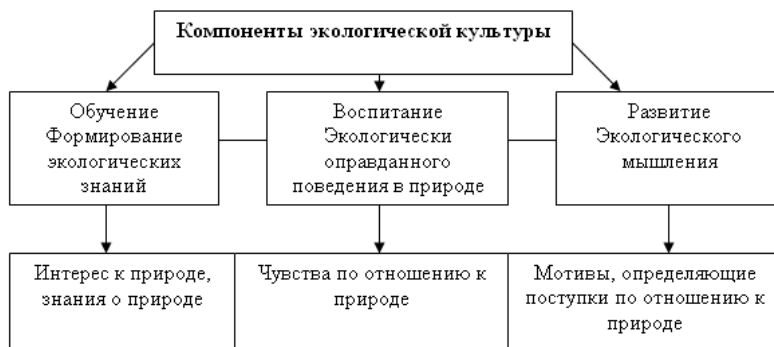 Компоненты экологической культуры
Обучение
Формирование
экологических
знаний
Воспитание
Экологически
оправданного
поведения в природе
Развитие
Экологического
мышления
Интерес к природе,
знания о природе
Чувства по отношению к
природе
Мотивы, определяющие
поступки по отношению к
природе